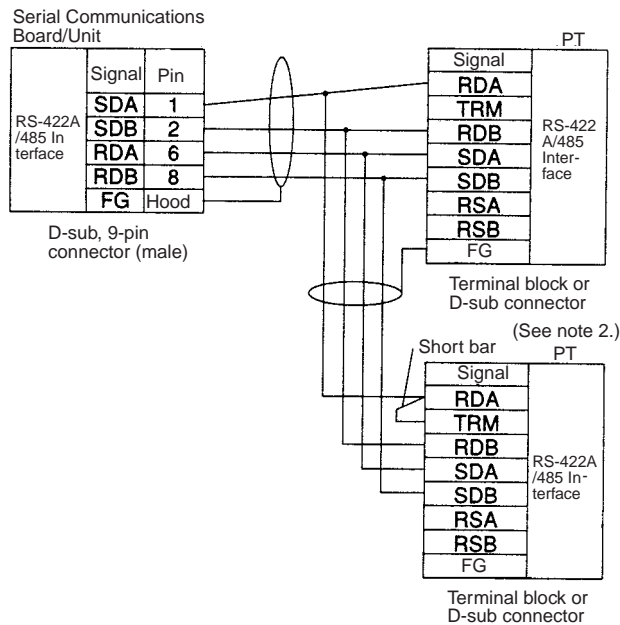 Serial Communications
Board/Unit
Signal Pin
SDA 1
SDB 2
RDA 6
RDB 8
FG Hood
RS-422A
/485 In
terface
D-sub, 9-pin
connector (male)
PT
Signal
RDA
TRM
RDB
SDA
SDB
RSA
RSB
FG
RS-422
A/485
Inter-
face
Terminal block or
D-sub connector
(See note 2.)
Short bar
PT
Signal
RDA
TRM
RDB
SDA
SDB
RSA
RSB
FG
RS-422A
/485 In-
terface
Terminal block or
D-sub connector